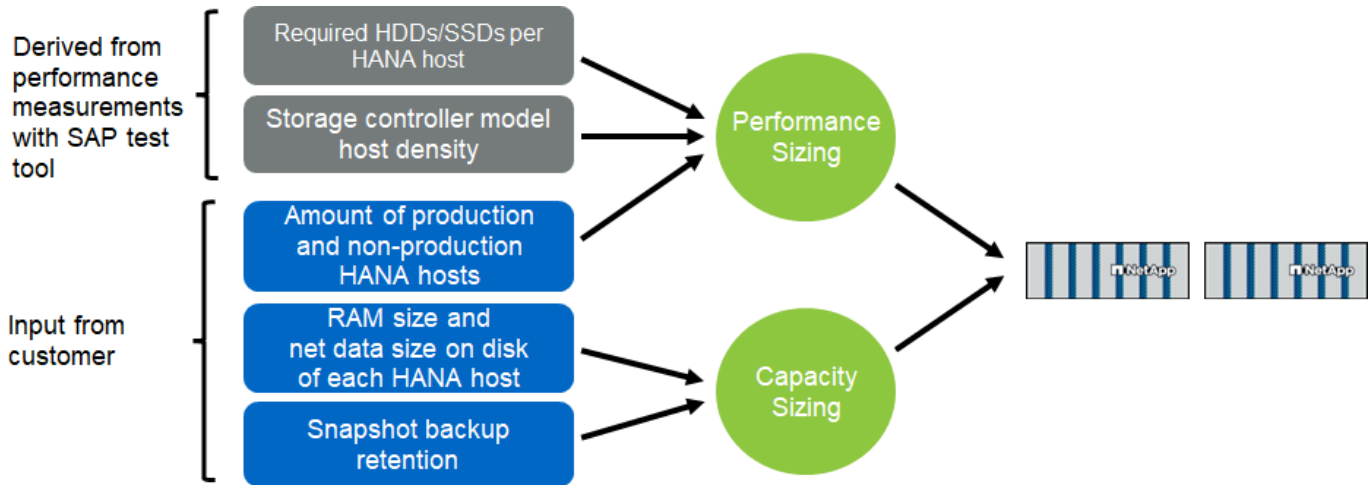 Derived from
performance
measurements
with SAP test
tool
Required HDDs/SSDs per
HANA host
Storage controller model
host density
Performance
Sizing
Input from
customer
Amount of production
and non-production
HANA hosts
RAM size and
net data size on disk
of each HANA host
Snapshot backup
retention
Capacity
Sizing
NetApp
NetApp